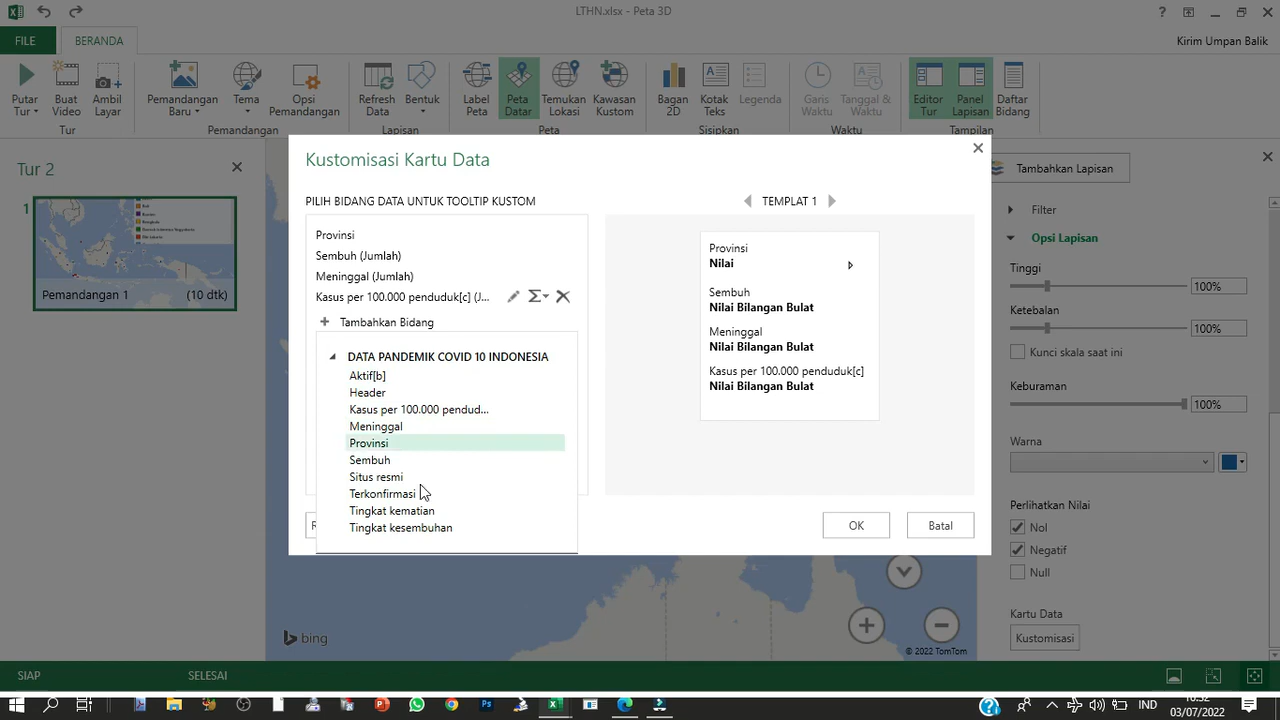 LTHN.xlsx - Peta 3D
?
FILE
BERANDA
Kirim Umpan Balik
Putar Tur
Buat Video
Ambil Layar
Pemandangan Baru
Tema
Opsi Pemandangan
Refresh Data
Bentuk
Label Peta
Peta Datar
Temukan Lokasi
Kawasan Kustom
Bagan 2D
Kotak Teks
Legenda
Garis Waktu
Tanggal & Waktu
Editor Tur
Panel Lapisan
Daftar Bidang
Tur
Pemandangan
Lapisan
Peta
Sisipkan
Waktu
Tampilan
Tur 2
1
Pemandangan 1
(10 dtk)
Kustomisasi Kartu Data
PILIH BIDANG DATA UNTUK TOOLTIP KUSTOM
Provinsi
Sembuh (Jumlah)
Meninggal (Jumlah)
Kasus per 100.000 penduduk[c] (J...
Tambahkan Bidang
DATA PANDEMIK COVID 10 INDONESIA
Aktif[b]
Header
Kasus per 100.000 pendud...
Meninggal
Provinsi
Sembuh
Situs resmi
Terkonfirmasi
Tingkat kematian
Tingkat kesembuhan
TEMPLAT 1
Provinsi
Nilai
Sembuh
Nilai Bilangan Bulat
Meninggal
Nilai Bilangan Bulat
Kasus per 100.000 penduduk[c]
Nilai Bilangan Bulat
OK
Batal
Tambahkan Lapisan
Filter
Opsi Lapisan
Tinggi
100%
Ketebalan
100%
Kunci skala saat ini
Keburaman
100%
Warna
Perlihatkan Nilai
Nol
Negatif
Null
Kartu Data
Kustomisasi
bing
© 2022 TomTom
SIAP
SELESAI
IND
03/07/2022